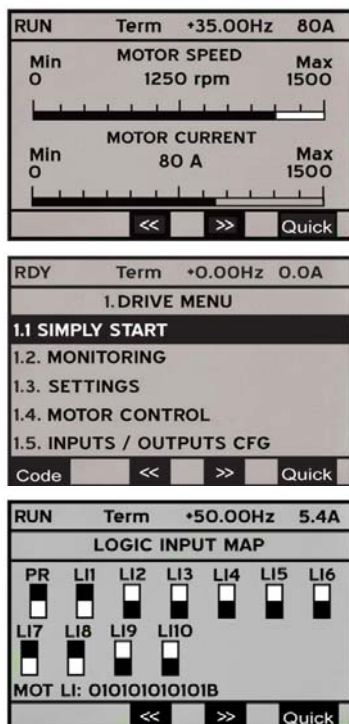 RUN Term +35.00Hz 80A
MOTOR SPEED
Min Max
0 1250 rpm 1500
MOTOR CURRENT
Min Max
0 80 A 1500
<< >> Quick
RDY Term +0.00Hz 0.0A
1. DRIVE MENU
1.1 SIMPLY START
1.2. MONITORING
1.3. SETTINGS
1.4. MOTOR CONTROL
1.5. INPUTS / OUTPUTS CFG
Code << >> Quick
RUN Term +50.00Hz 5.4A
LOGIC INPUT MAP
PR LI1 LI2 LI3 LI4 LI5 LI6
LI7 LI8 LI9 LI10
MOT LI: 010101010101B
<< >> Quick